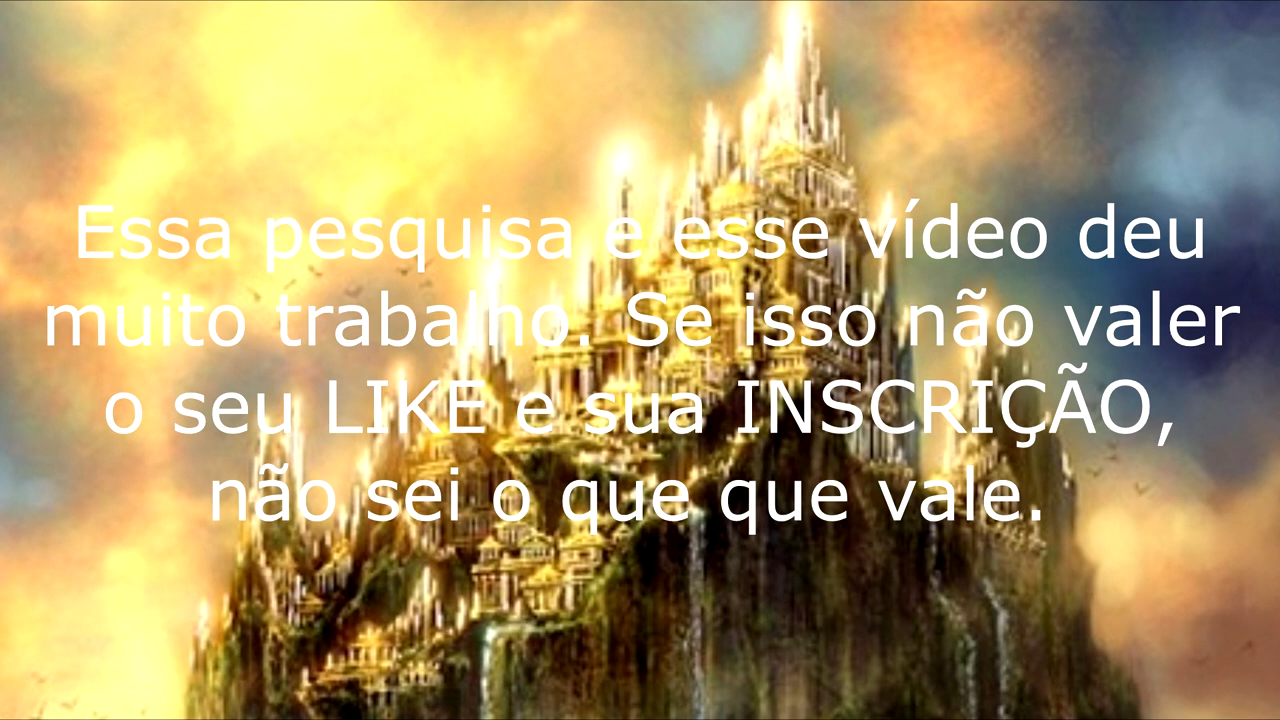 Essa pesquisa e esse vídeo deu
muito trabalho. Se isso não valer
o seu LIKE e sua INSCRIÇÃO,
não sei o que que vale.